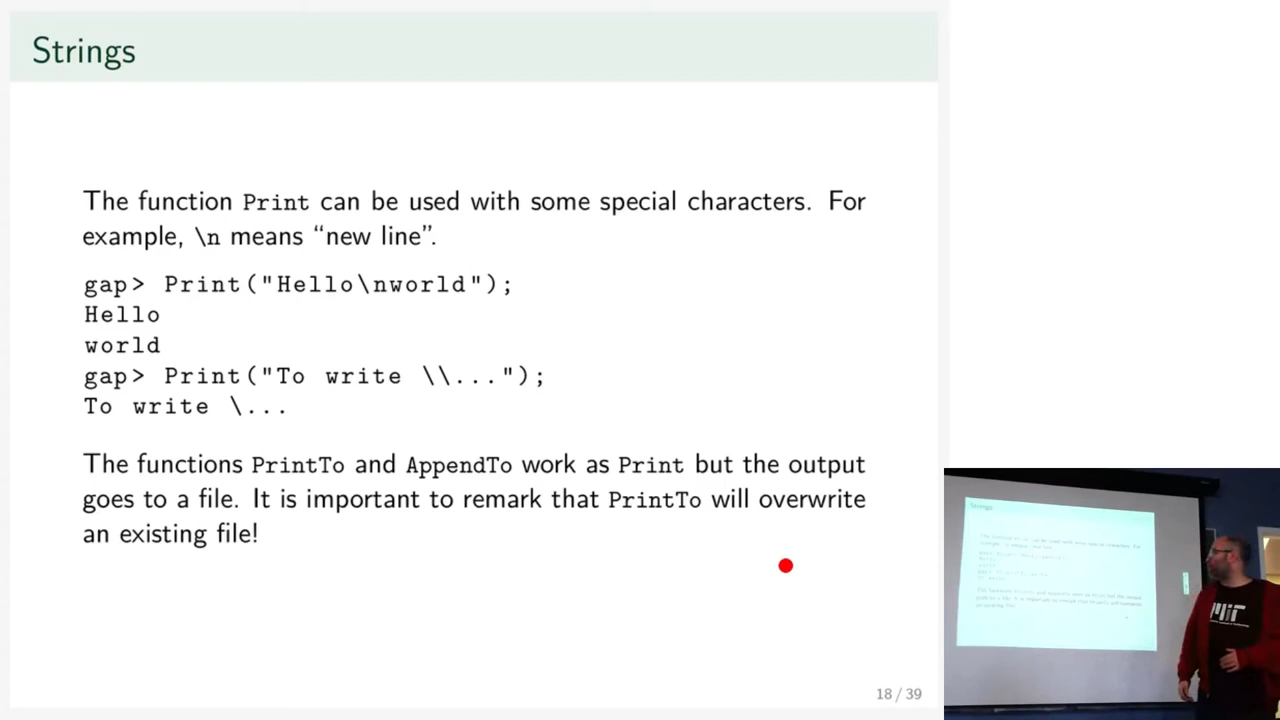 Strings
The function Print can be used with some special characters. For
example, \n means “new line”.
gap> Print("Hello\nworld");
Hello
world
gap> Print("To write \\...");
To write \...
The functions PrintTo and AppendTo work as Print but the output
goes to a file. It is important to remark that PrintTo will overwrite
an existing file!
18 / 39
Strings
MIT